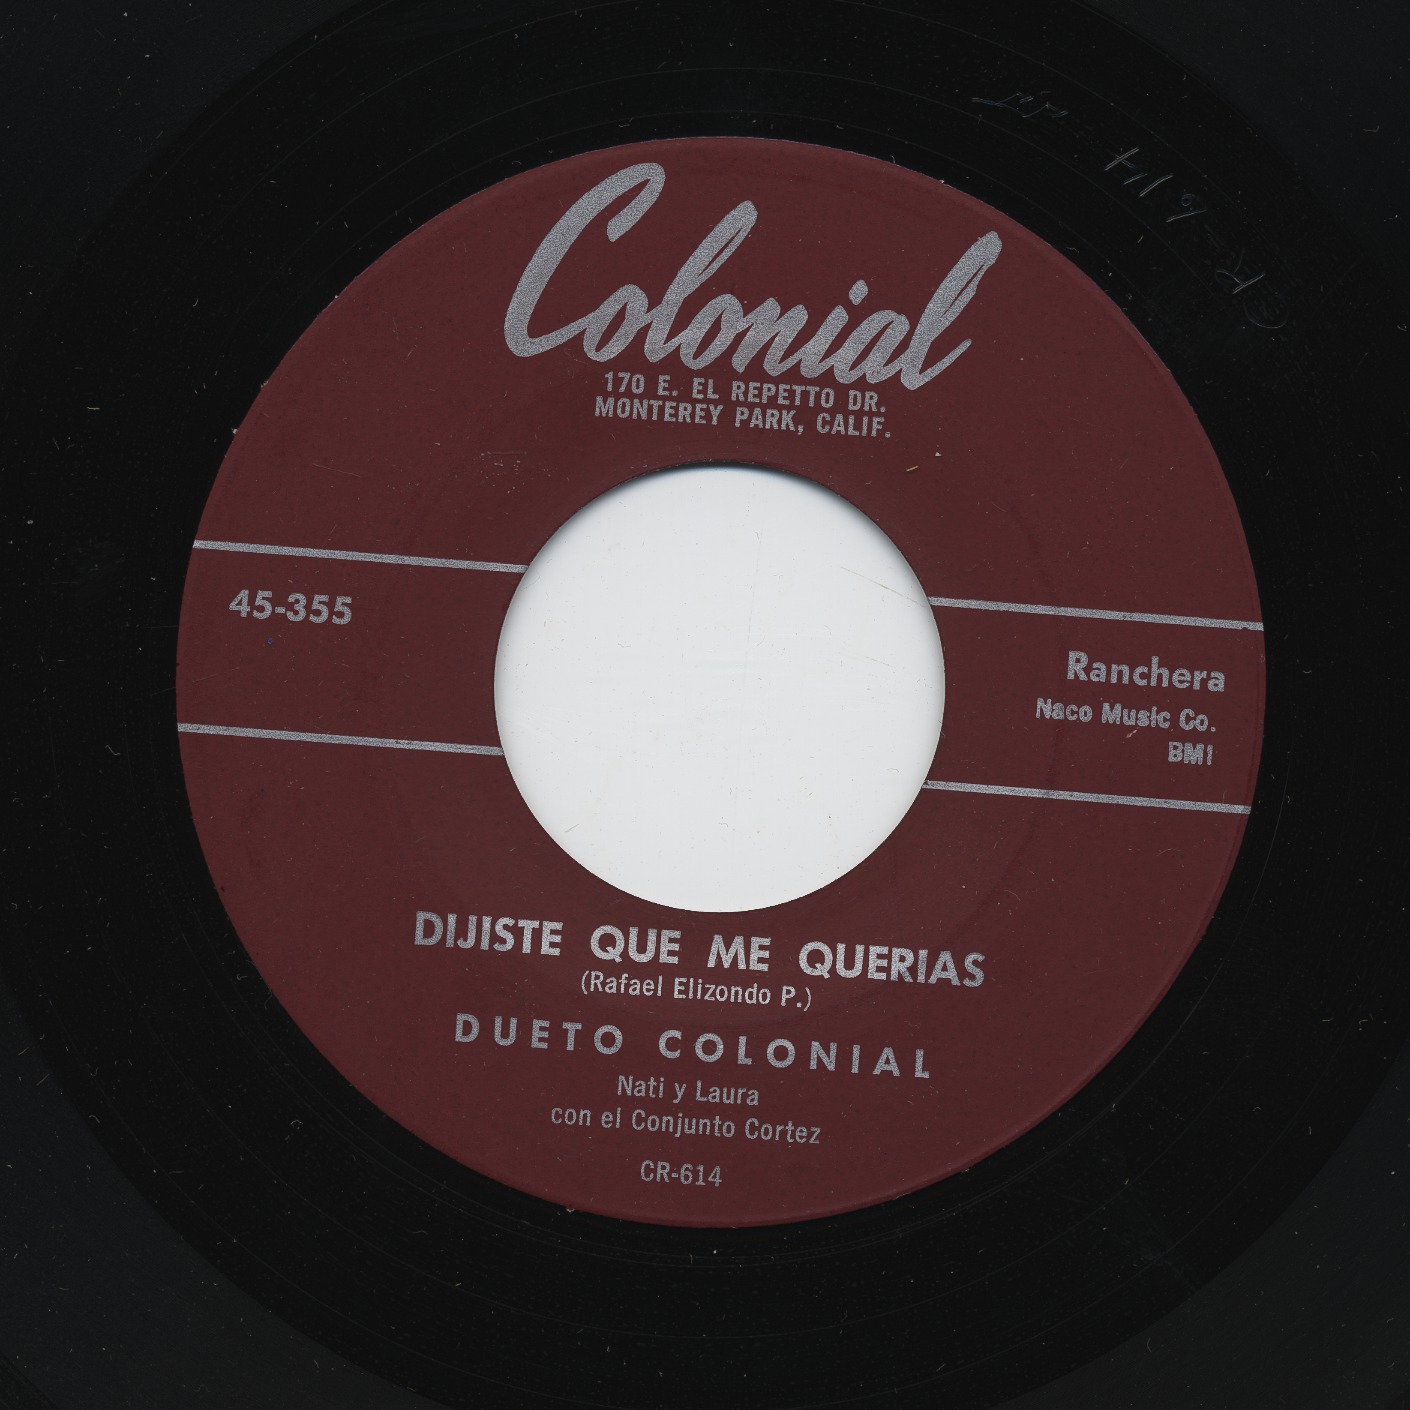 Colonial
170 E. EL REPETTO DR.
MONTEREY PARK, CALIF.
45-355
Ranchera
Naco Music Co.
BMI
DIJISTE QUE ME QUERIAS
(Rafael Elizondo P.)
DUETO COLONIAL
Nati y Laura
con el Conjunto Cortez
CR-614